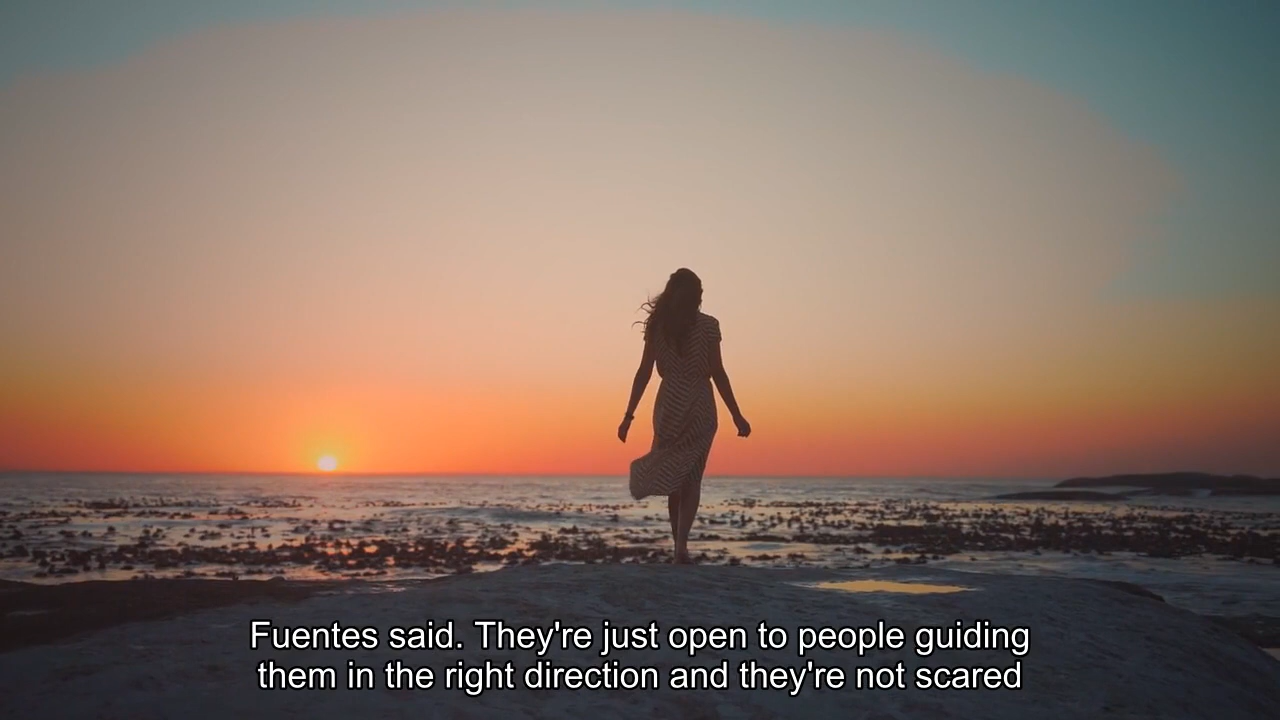 Fuentes said. They're just open to people guiding
them in the right direction and they're not scared